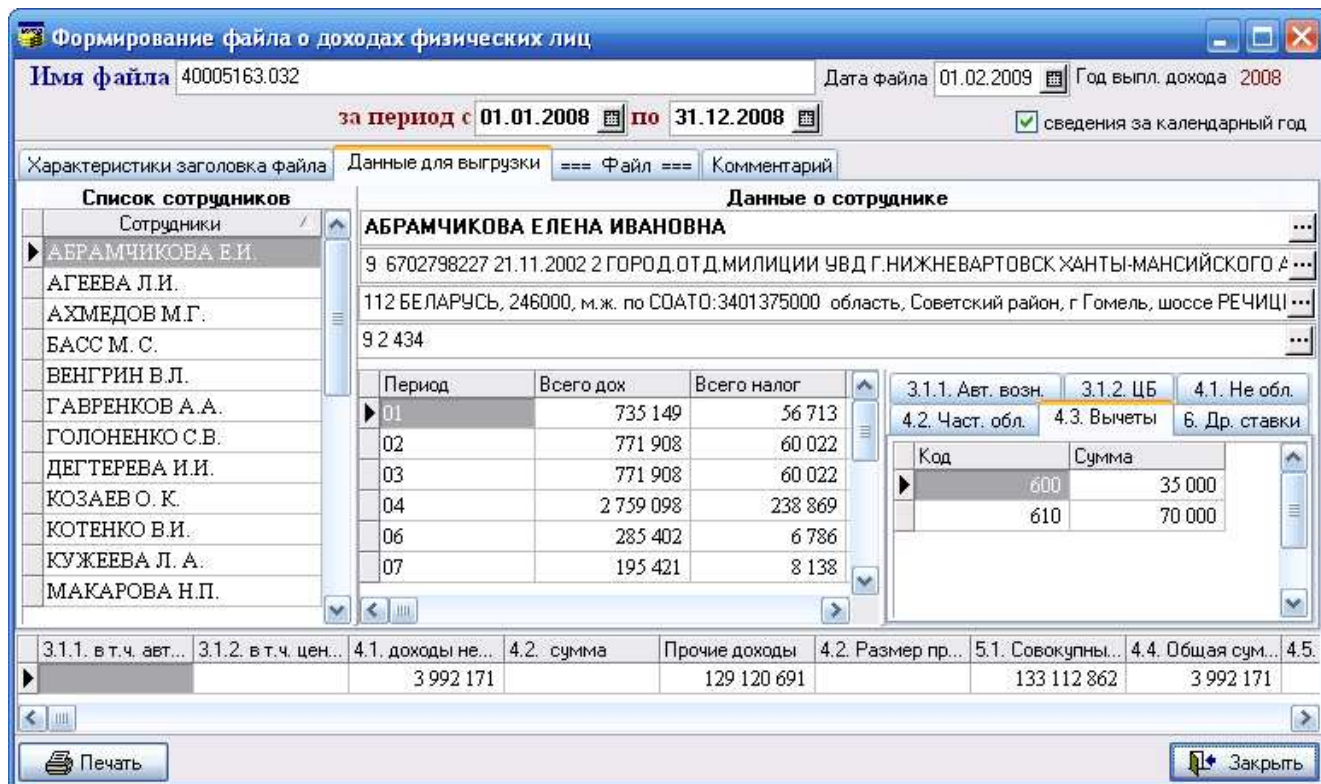 Формирование файла о доходах физических лиц
Имя файла 40005163.032 Дата файла 01.02.2009 Год выпл. дохода 2008
за период с 01.01.2008 по 31.12.2008 сведения за календарный год
Характеристики заголовка файла Данные для выгрузки === Файл === Комментарий
Список сотрудников Данные о сотруднике
Сотрудники
АБРАМЧИКОВА Е.И.
АГЕЕВА Л.И.
АХМЕДОВ М.Г.
БАСС М. С.
ВЕНГРИН В.Л.
ГАВРЕНКОВ А.А.
ГОЛОНЕНКО С.В.
ДЕГТЕРЕВА И.И.
КОЗАЕВ О. К.
КОТЕНКО В.И.
КУЖЕЕВА Л. А.
МАКАРОВА Н.П.
АБРАМЧИКОВА ЕЛЕНА ИВАНОВНА ...
9 6702798227 21.11.2002 2 ГОРОД.ОТД.МИЛИЦИИ УВД Г.НИЖНЕВАРТОВСК ХАНТЫ-МАНСИЙСКОГО А ...
112 БЕЛАРУСЬ, 246000, м.ж. по СОАТО:3401375000 область, Советский район, г Гомель, шоссе РЕЧИЦ ...
9 2 434 ...
Период Всего дох Всего налог
01 735 149 56 713
02 771 908 60 022
03 771 908 60 022
04 2 759 098 238 869
06 285 402 6 786
07 195 421 8 138
3.1.1. Авт. возн. 3.1.2. ЦБ 4.1. Не обл.
4.2. Част. обл. 4.3. Вычеты 6. Др. ставки
Код Сумма
600 35 000
610 70 000
3.1.1. в т.ч. авт... 3.1.2. в т.ч. цен... 4.1. доходы не... 4.2. сумма Прочие доходы 4.2. Размер пр... 5.1. Совокупны... 4.4. Общая сум... 4.5.
3 992 171 129 120 691 133 112 862 3 992 171
Печать Закрыть